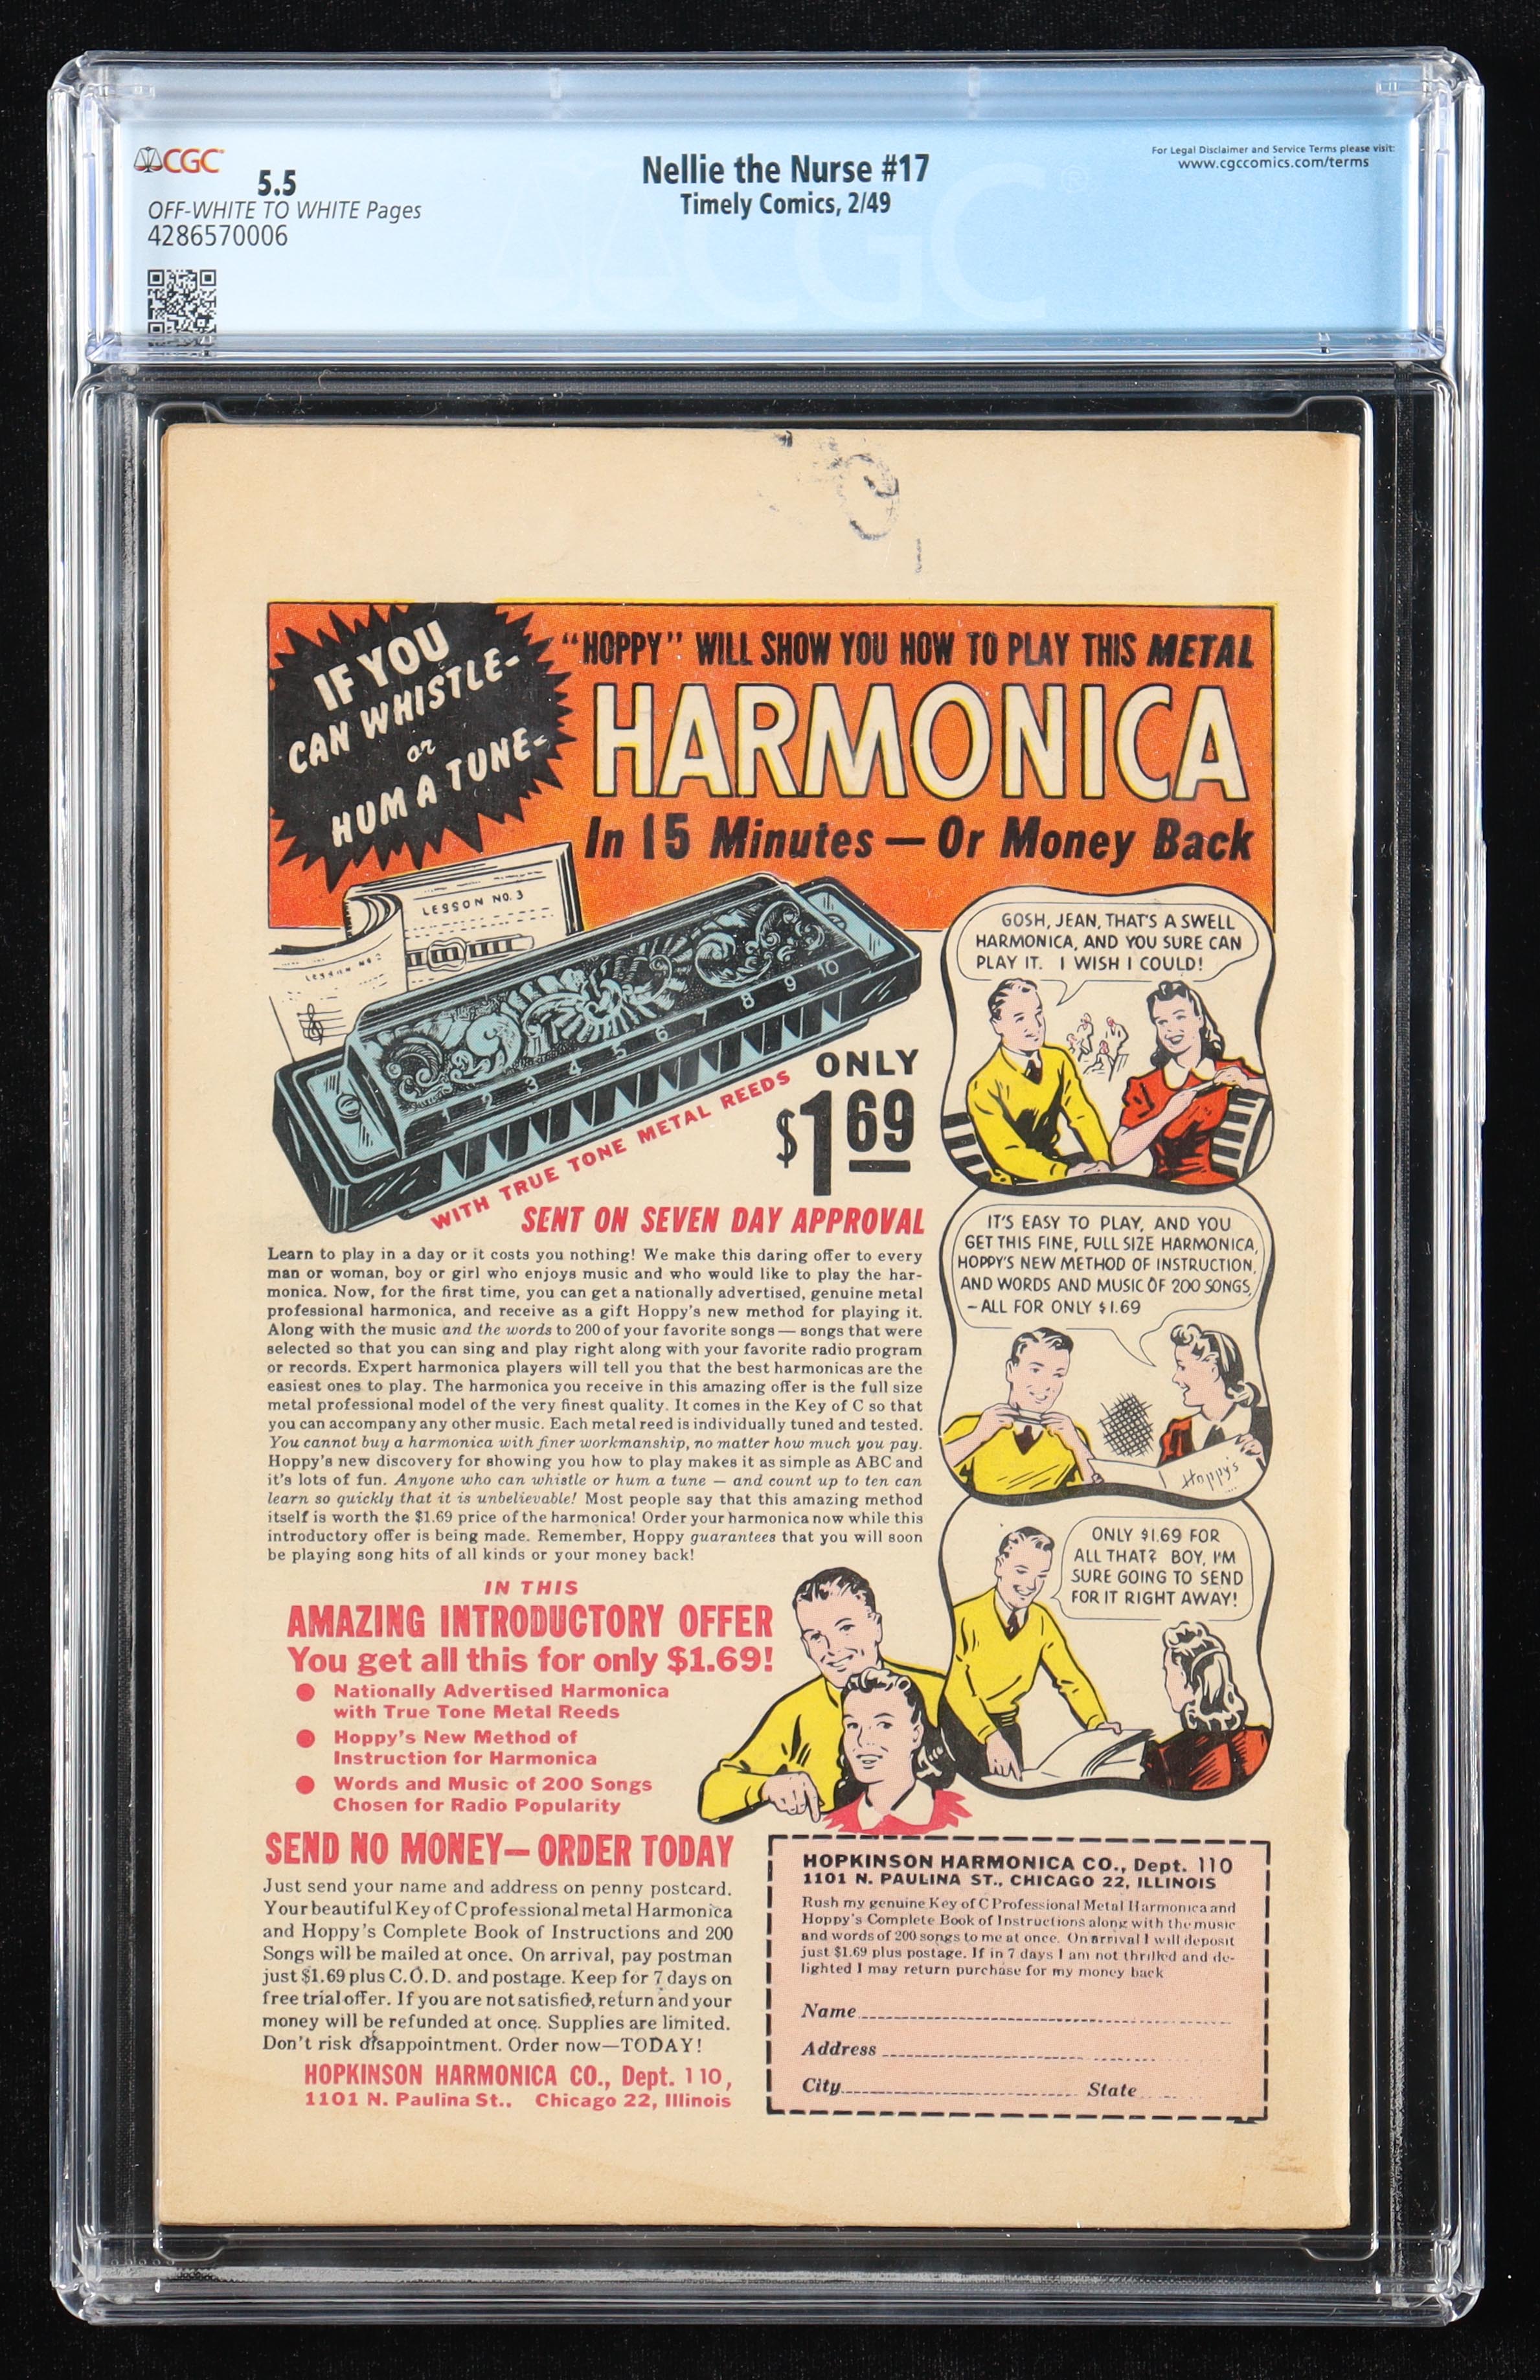 CGC
5.5
OFF-WHITE TO WHITE Pages
4286570006
Nellie the Nurse #17
Timely Comics, 2/49
For Legal Disclaimer and Service Terms please visit:
www.cgccomics.com/terms
IF YOU
CAN WHISTLE-
or
HUM A TUNE-
"HOPPY" WILL SHOW YOU HOW TO PLAY THIS METAL
HARMONICA
In 15 Minutes — Or Money Back
LESSON NO. 3
LESSON NO. 2
1 2 3 4 5 6 7 8 9 10
WITH TRUE TONE METAL REEDS
ONLY
$1.69
SENT ON SEVEN DAY APPROVAL
GOSH, JEAN, THAT'S A SWELL
HARMONICA, AND YOU SURE CAN
PLAY IT. I WISH I COULD!
IT'S EASY TO PLAY, AND YOU
GET THIS FINE, FULL SIZE HARMONICA,
HOPPY'S NEW METHOD OF INSTRUCTION,
AND WORDS AND MUSIC OF 200 SONGS,
- ALL FOR ONLY $1.69
Hoppy's
ONLY $1.69 FOR
ALL THAT? BOY, I'M
SURE GOING TO SEND
FOR IT RIGHT AWAY!
Learn to play in a day or it costs you nothing! We make this daring offer to every
man or woman, boy or girl who enjoys music and who would like to play the har-
monica. Now, for the first time, you can get a nationally advertised, genuine metal
professional harmonica, and receive as a gift Hoppy's new method for playing it.
Along with the music and the words to 200 of your favorite songs — songs that were
selected so that you can sing and play right along with your favorite radio program
or records. Expert harmonica players will tell you that the best harmonicas are the
easiest ones to play. The harmonica you receive in this amazing offer is the full size
metal professional model of the very finest quality. It comes in the Key of C so that
you can accompany any other music. Each metal reed is individually tuned and tested.
You cannot buy a harmonica with finer workmanship, no matter how much you pay.
Hoppy's new discovery for showing you how to play makes it as simple as ABC and
it's lots of fun. Anyone who can whistle or hum a tune — and count up to ten can
learn so quickly that it is unbelievable! Most people say that this amazing method
itself is worth the $1.69 price of the harmonica! Order your harmonica now while this
introductory offer is being made. Remember, Hoppy guarantees that you will soon
be playing song hits of all kinds or your money back!
IN THIS
AMAZING INTRODUCTORY OFFER
You get all this for only $1.69!
● Nationally Advertised Harmonica
with True Tone Metal Reeds
● Hoppy's New Method of
Instruction for Harmonica
● Words and Music of 200 Songs
Chosen for Radio Popularity
SEND NO MONEY— ORDER TODAY
Just send your name and address on penny postcard.
Your beautiful Key of C professional metal Harmonica
and Hoppy's Complete Book of Instructions and 200
Songs will be mailed at once. On arrival, pay postman
just $1.69 plus C.O.D. and postage. Keep for 7 days on
free trial offer. If you are not satisfied, return and your
money will be refunded at once. Supplies are limited.
Don't risk disappointment. Order now—TODAY!
HOPKINSON HARMONICA CO., Dept. 110,
1101 N. Paulina St., Chicago 22, Illinois
HOPKINSON HARMONICA CO., Dept. 110
1101 N. PAULINA ST., CHICAGO 22, ILLINOIS
Rush my genuine Key of C Professional Metal Harmonica and
Hoppy's Complete Book of Instructions along with the music
and words of 200 songs to me at once. On arrival I will deposit
just $1.69 plus postage. If in 7 days I am not thrilled and de-
lighted I may return purchase for my money back
Name
Address
City State